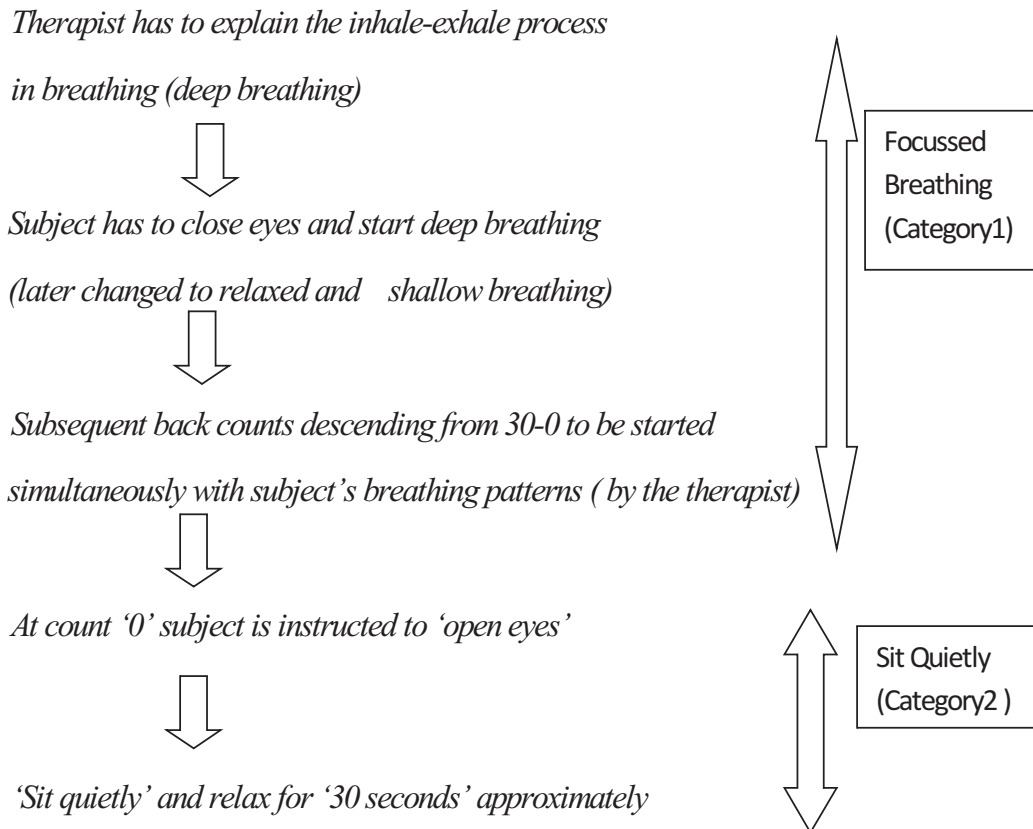 Therapist has to explain the inhale-exhale process
in breathing (deep breathing)
Subject has to close eyes and start deep breathing
(later changed to relaxed and shallow breathing)
Subsequent back counts descending from 30-0 to be started
simultaneously with subject’s breathing patterns ( by the therapist)
At count ‘0’ subject is instructed to ‘open eyes’
‘Sit quietly’ and relax for ‘30 seconds’ approximately
Focussed
Breathing
(Category1)
Sit Quietly
(Category2 )